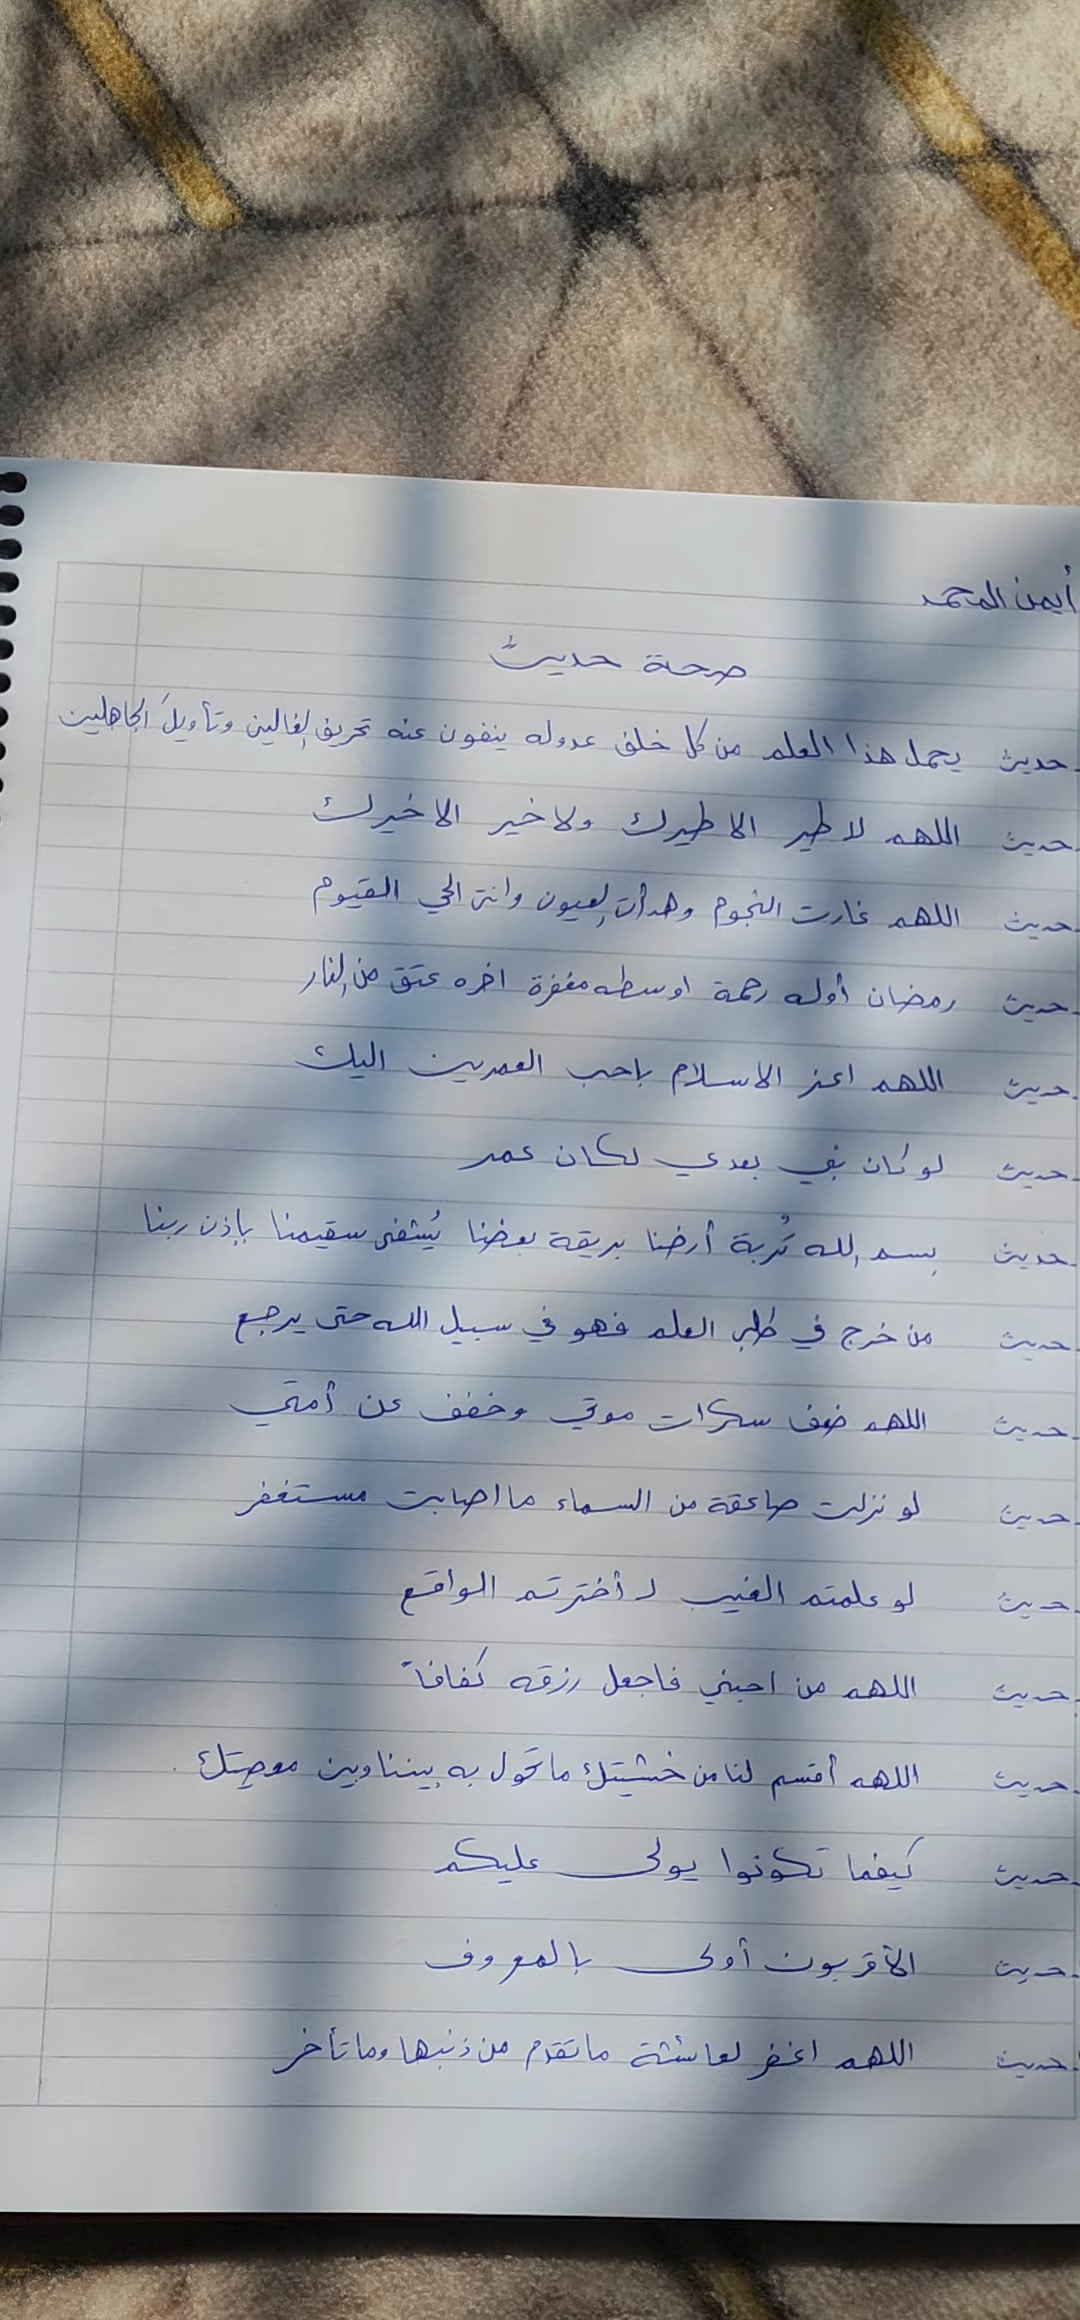 أيمن المحمد
صحة حديث
حديث يحمل هذا العلم من كل خلف عدوله ينفون عنه تحريف الغالين وتأويل الجاهلين
حديث اللهم لا طير الا طيرك ولا خير الا خيرك
حديث اللهم غارت النجوم وهدأت العيون وانت الحي القيوم
حديث رمضان أوله رحمة اوسطه مغفرة اخره عتق من النار
حديث اللهم اعز الاسلام باحب العمرين اليك
حديث لو كان نبي بعدي لكان عمر
حديث بسم الله تُربة أرضنا بريقة بعضنا يُشفى سقيمنا بإذن ربنا
حديث من خرج في طلب العلم فهو في سبيل الله حتى يرجع
حديث اللهم ضعف سكرات موتي وخفف عن أمتي
حديث لو نزلت صاعقة من السماء ما اصابت مستغفر
حديث لو علمتم الغيب لأخترتم الواقع
حديث اللهم من احبني فاجعل رزقه كفافاً
حديث اللهم أقسم لنا من خشيتك ما تحول به بيننا وبين معصيتك
حديث كيفما تكونوا يولى عليكم
حديث الأقربون أولى بالمعروف
حديث اللهم اغفر لعائشة ما تقدم من ذنبها وما تأخر